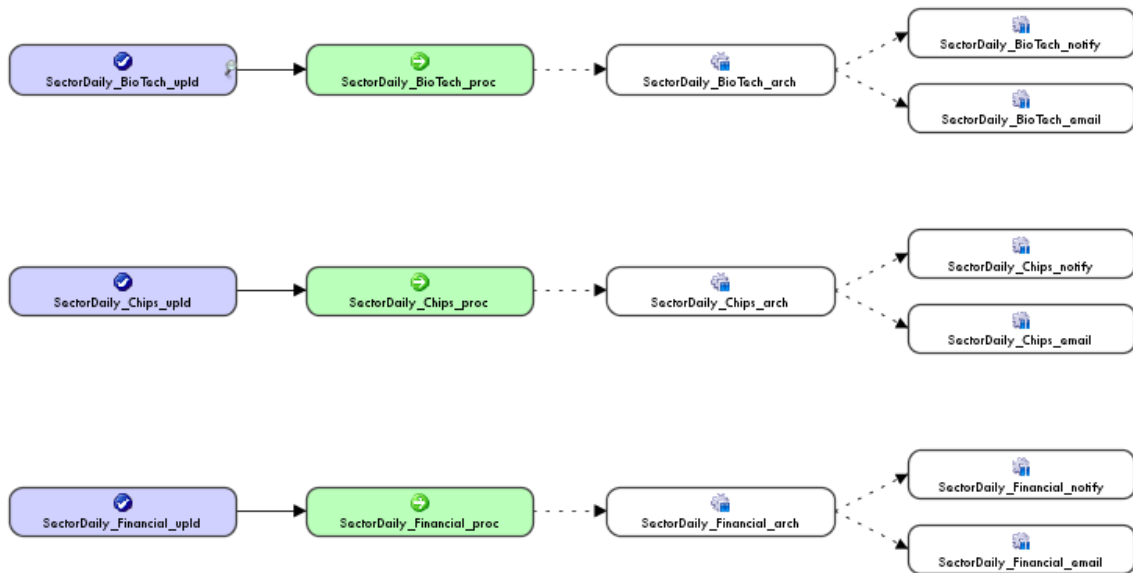 SectorDaily_BioTech_upld
SectorDaily_BioTech_proc
SectorDaily_BioTech_arch
SectorDaily_BioTech_notify
SectorDaily_BioTech_email
SectorDaily_Chips_upld
SectorDaily_Chips_proc
SectorDaily_Chips_arch
SectorDaily_Chips_notify
SectorDaily_Chips_email
SectorDaily_Financial_upld
SectorDaily_Financial_proc
SectorDaily_Financial_arch
SectorDaily_Financial_notify
SectorDaily_Financial_email